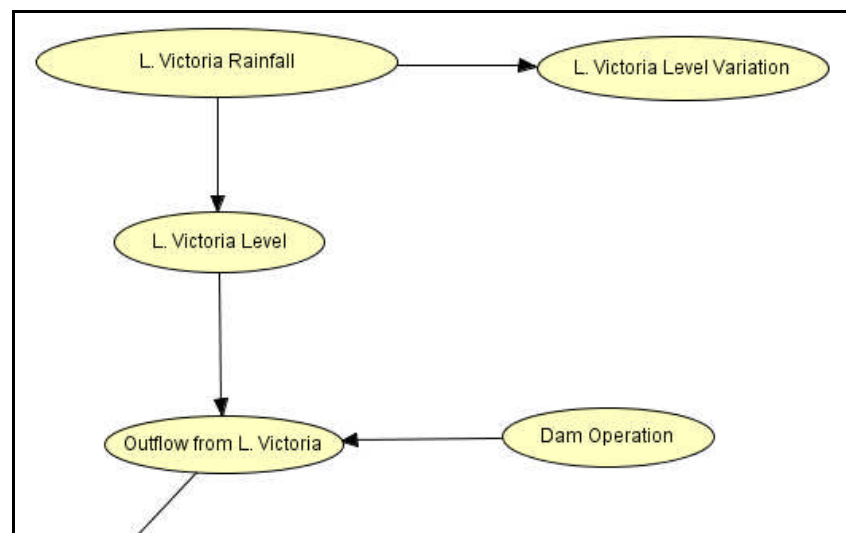 L. Victoria Rainfall
L. Victoria Level Variation
L. Victoria Level
Outflow from L. Victoria
Dam Operation